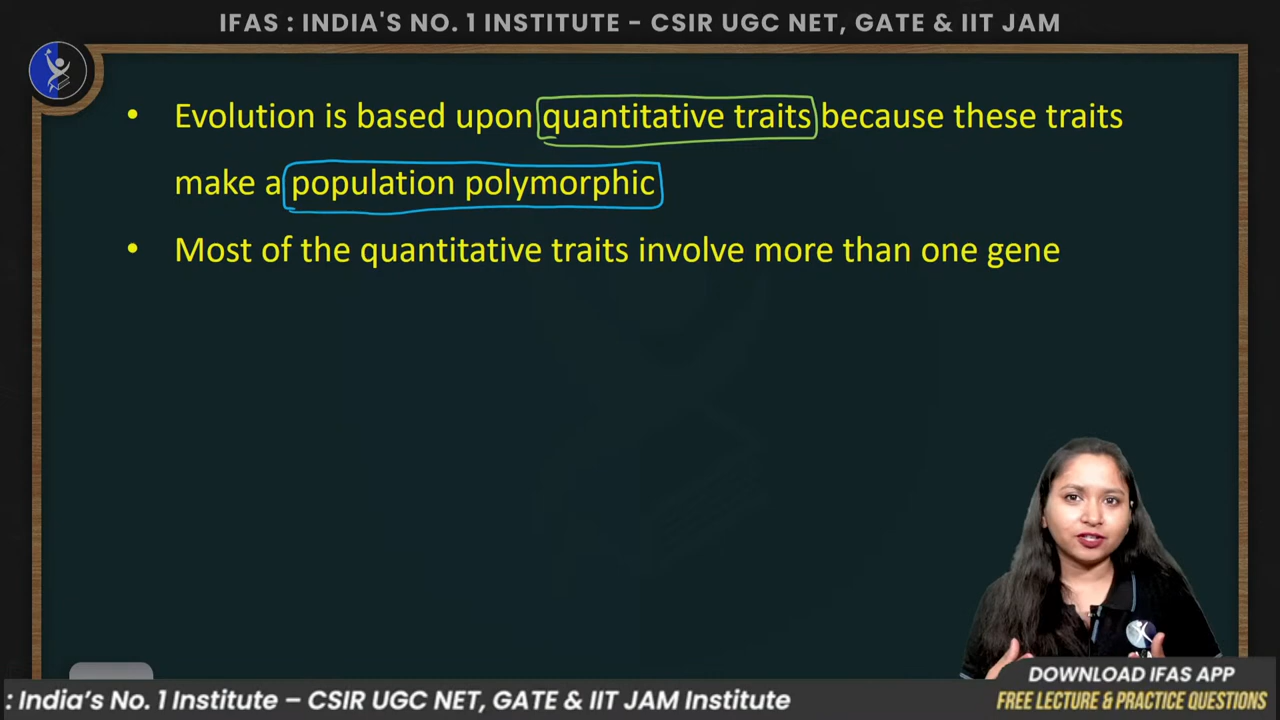 IFAS : INDIA'S NO. 1 INSTITUTE – CSIR UGC NET, GATE & IIT JAM
• Evolution is based upon quantitative traits because these traits
make a population polymorphic
• Most of the quantitative traits involve more than one gene
DOWNLOAD IFAS APP
: India's No. 1 Institute – CSIR UGC NET, GATE & IIT JAM Institute
FREE LECTURE & PRACTICE QUESTIONS